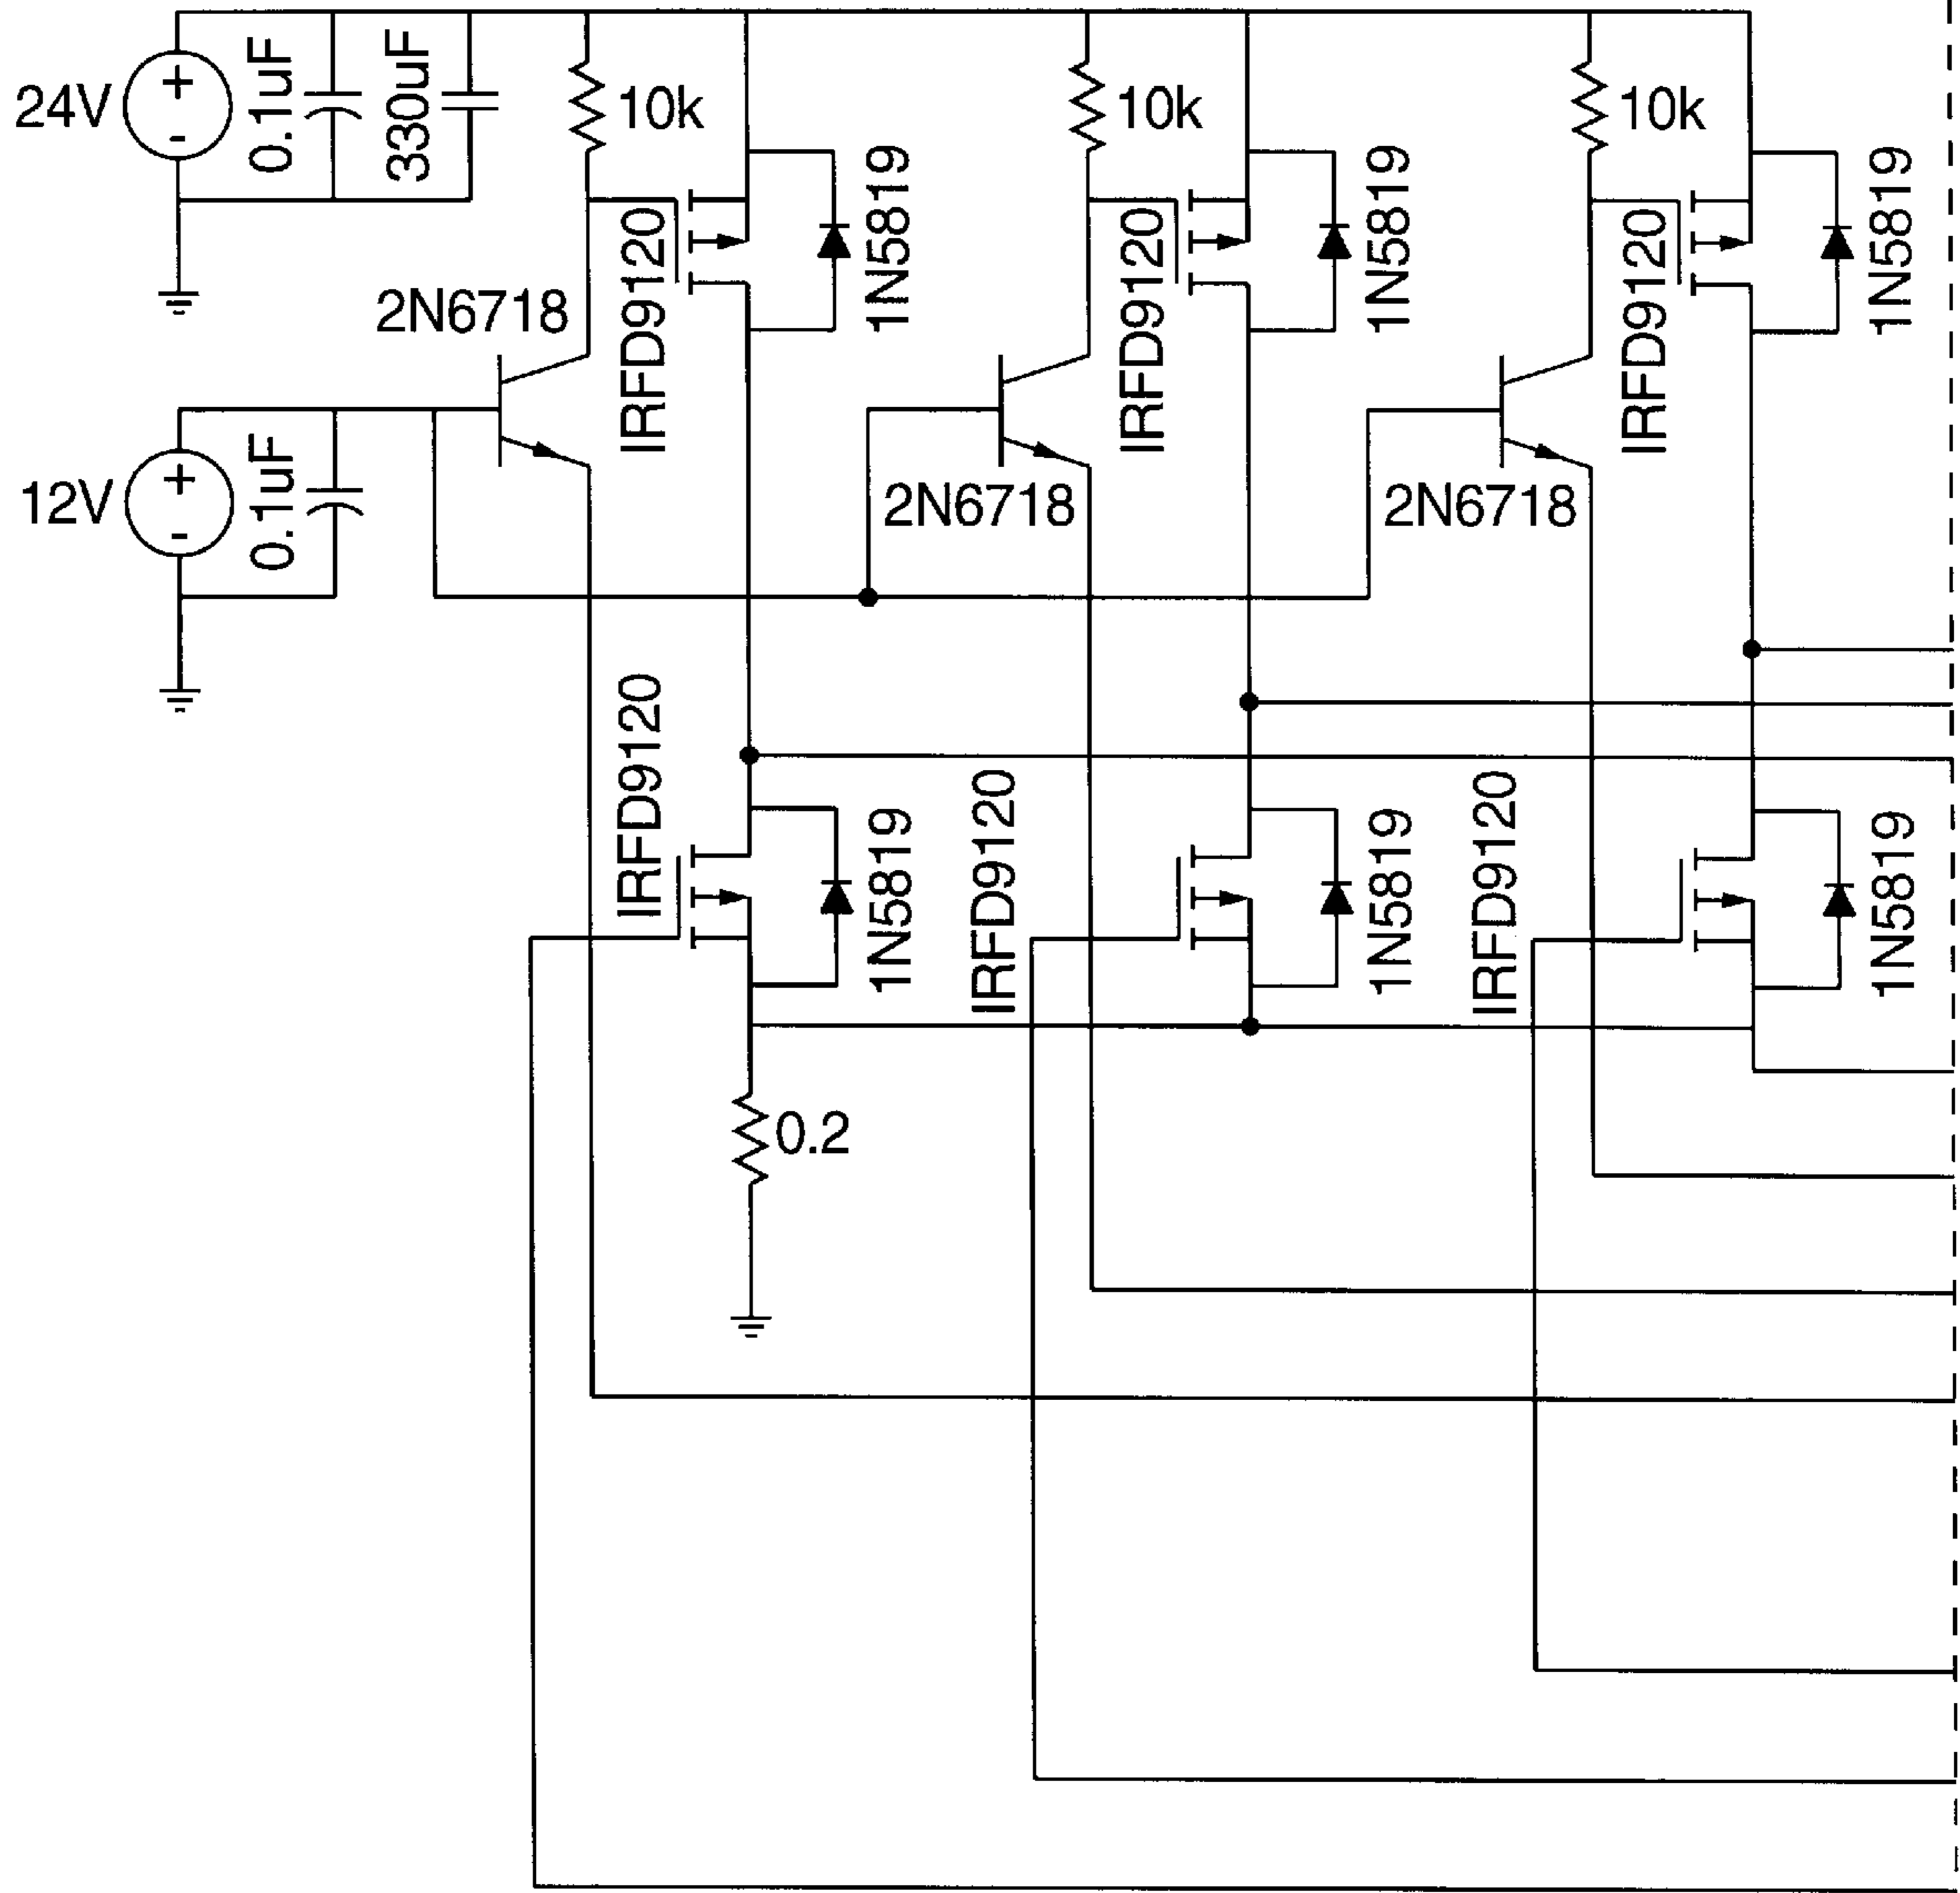 24V
+
-
0.1uF
330uF
10k
IRFD9120
1N5819
10k
IRFD9120
1N5819
10k
IRFD9120
1N5819
2N6718
2N6718
2N6718
12V
+
-
0.1uF
IRFD9120
1N5819
IRFD9120
1N5819
IRFD9120
1N5819
0.2